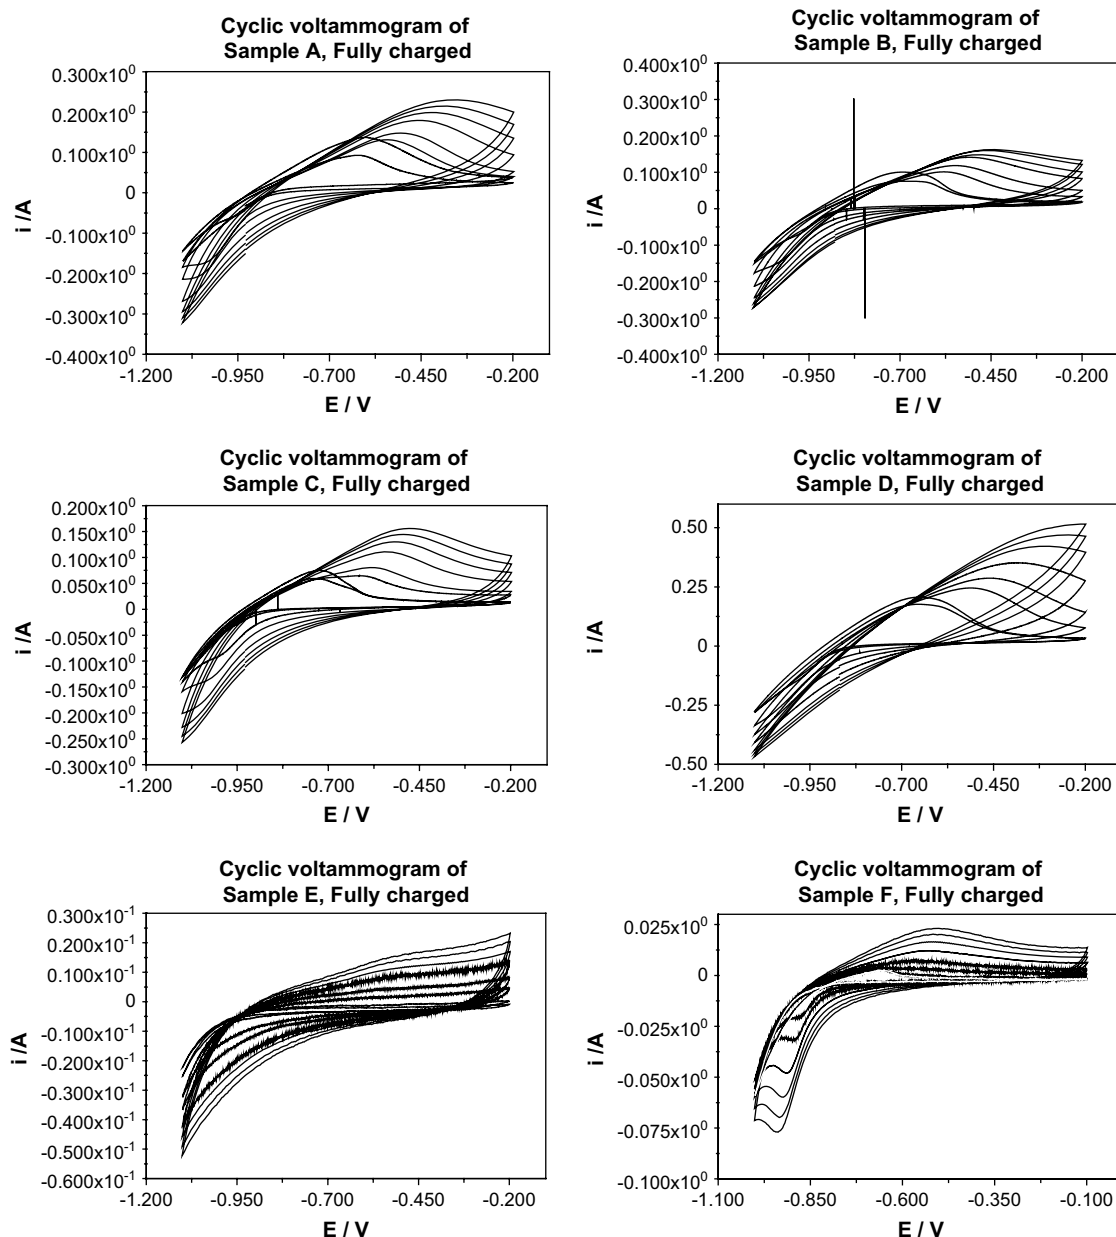 Cyclic voltammogram of
Sample A, Fully charged
0.300x10⁰
0.200x10⁰
0.100x10⁰
0
-0.100x10⁰
-0.200x10⁰
-0.300x10⁰
-0.400x10⁰
i /A
-1.200 -0.950 -0.700 -0.450 -0.200
E / V
Cyclic voltammogram of
Sample B, Fully charged
0.400x10⁰
0.300x10⁰
0.200x10⁰
0.100x10⁰
0
-0.100x10⁰
-0.200x10⁰
-0.300x10⁰
-0.400x10⁰
i /A
-1.200 -0.950 -0.700 -0.450 -0.200
E / V
Cyclic voltammogram of
Sample C, Fully charged
0.200x10⁰
0.150x10⁰
0.100x10⁰
0.050x10⁰
0
-0.050x10⁰
-0.100x10⁰
-0.150x10⁰
-0.200x10⁰
-0.250x10⁰
-0.300x10⁰
i /A
-1.200 -0.950 -0.700 -0.450 -0.200
E / V
Cyclic voltammogram of
Sample D, Fully charged
0.50
0.25
0
-0.25
-0.50
i /A
-1.200 -0.950 -0.700 -0.450 -0.200
E / V
Cyclic voltammogram of
Sample E, Fully charged
0.300x10⁻¹
0.200x10⁻¹
0.100x10⁻¹
0
-0.100x10⁻¹
-0.200x10⁻¹
-0.300x10⁻¹
-0.400x10⁻¹
-0.500x10⁻¹
-0.600x10⁻¹
i /A
-1.200 -0.950 -0.700 -0.450 -0.200
E / V
Cyclic voltammogram of
Sample F, Fully charged
0.025x10⁰
0
-0.025x10⁰
-0.050x10⁰
-0.075x10⁰
-0.100x10⁰
i /A
-1.100 -0.850 -0.600 -0.350 -0.100
E / V